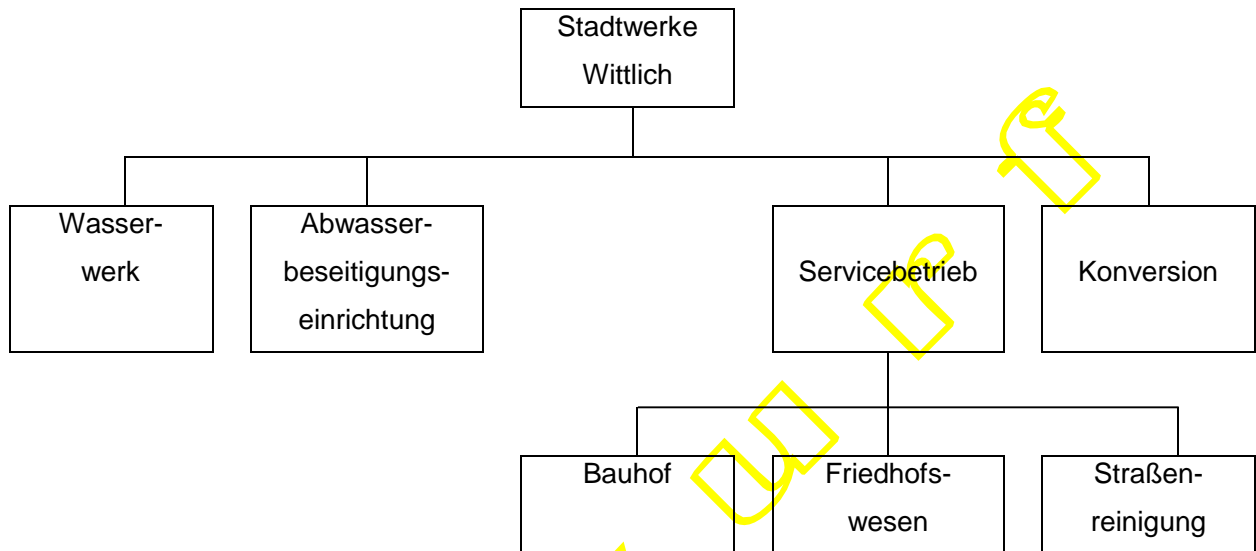 Stadtwerke
Wittlich
Wasser-
werk
Abwasser-
beseitigungs-
einrichtung
Servicebetrieb
Konversion
Bauhof
Friedhofs-
wesen
Straßen-
reinigung
u r f